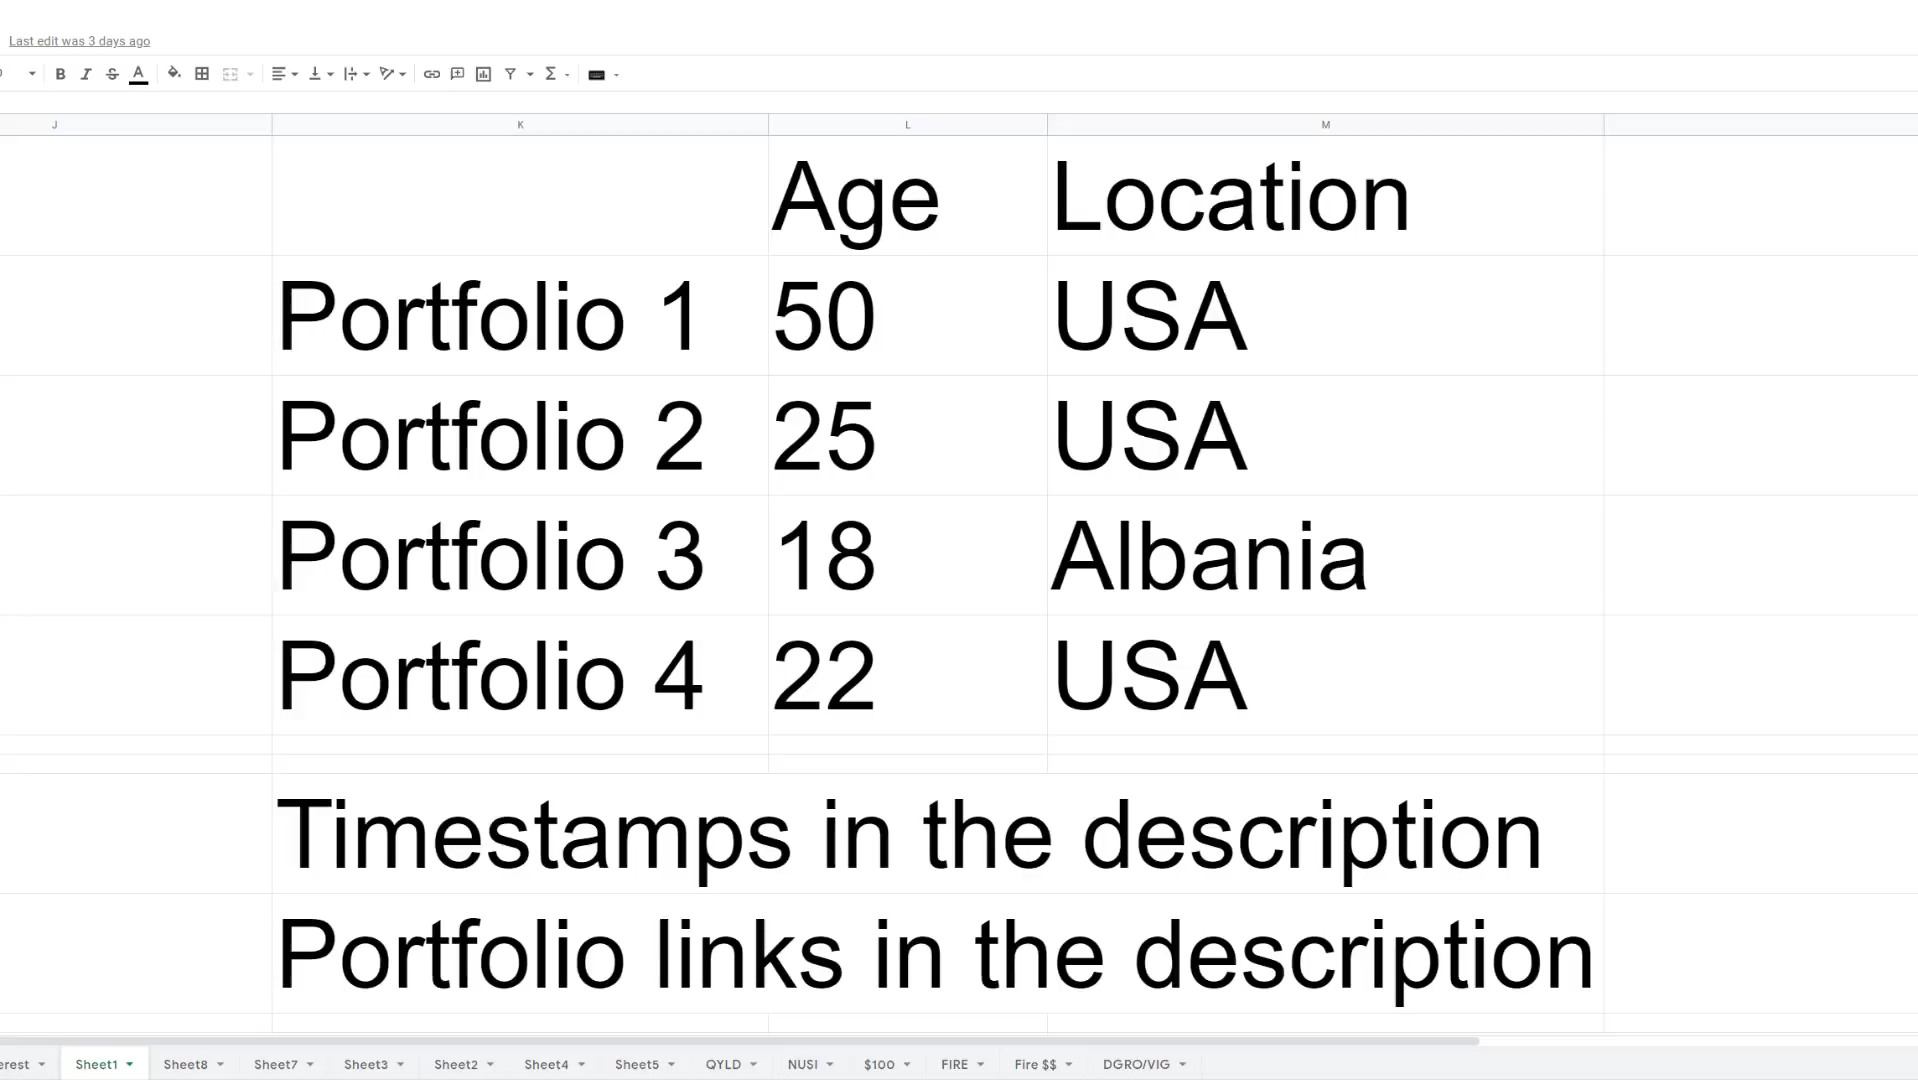 Last edit was 3 days ago
J K L M
Age Location
Portfolio 1 50 USA
Portfolio 2 25 USA
Portfolio 3 18 Albania
Portfolio 4 22 USA
Timestamps in the description
Portfolio links in the description
erest Sheet1 Sheet8 Sheet7 Sheet3 Sheet2 Sheet4 Sheet5 QYLD NUSI $100 FIRE Fire $$ DGRO/VIG